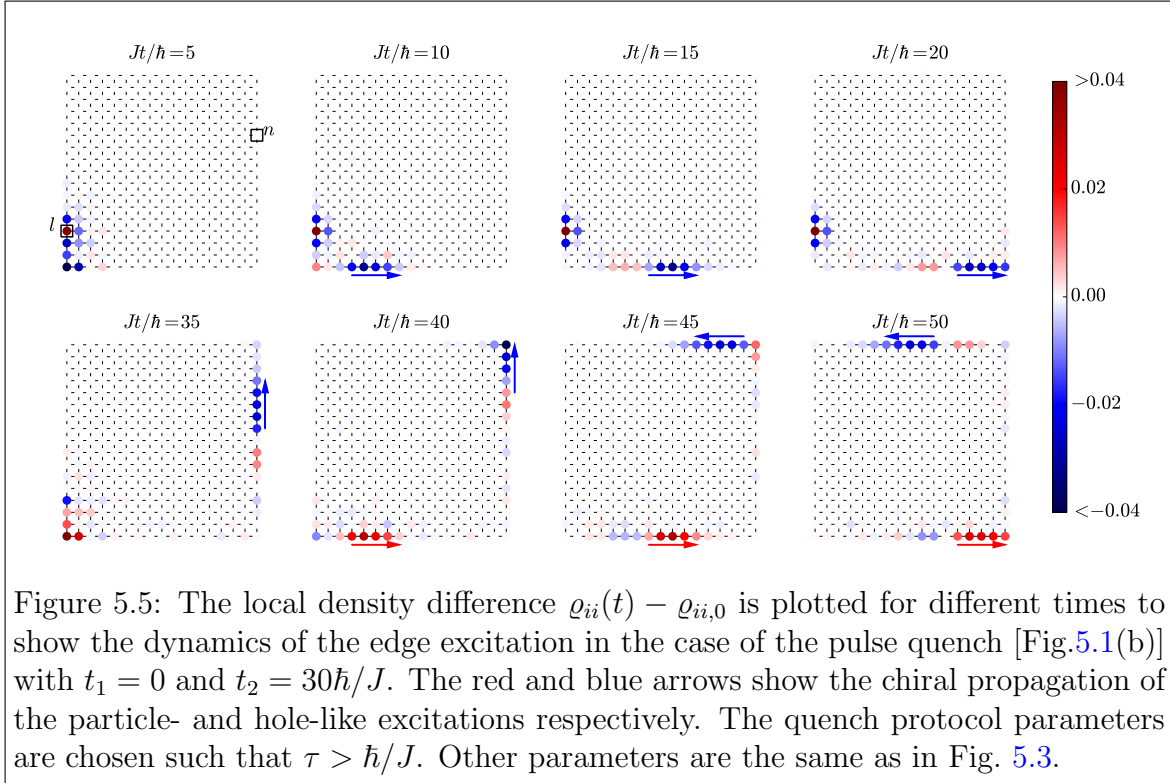 Jt/ħ=5
Jt/ħ=10
Jt/ħ=15
Jt/ħ=20
n
l
>0.04
0.02
0.00
−0.02
<−0.04
Jt/ħ=35
Jt/ħ=40
Jt/ħ=45
Jt/ħ=50
Figure 5.5: The local density difference ϱii(t) − ϱii,0 is plotted for different times to
show the dynamics of the edge excitation in the case of the pulse quench [Fig.5.1(b)]
with t1 = 0 and t2 = 30ħ/J. The red and blue arrows show the chiral propagation of
the particle- and hole-like excitations respectively. The quench protocol parameters
are chosen such that τ > ħ/J. Other parameters are the same as in Fig. 5.3.